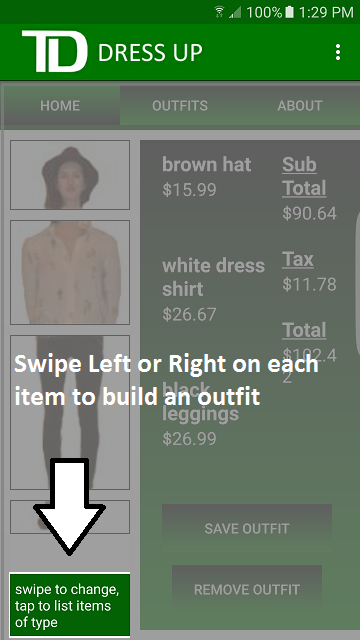 100% 1:29 PM
TD DRESS UP
HOME OUTFITS ABOUT
brown hat
$15.99
Sub
Total
$90.64
white dress
shirt
$26.67
Tax
$11.78
Total
$102.4
2
Swipe Left or Right on each
item to build an outfit
black
leggings
$26.99
SAVE OUTFIT
REMOVE OUTFIT
swipe to change,
tap to list items
of type